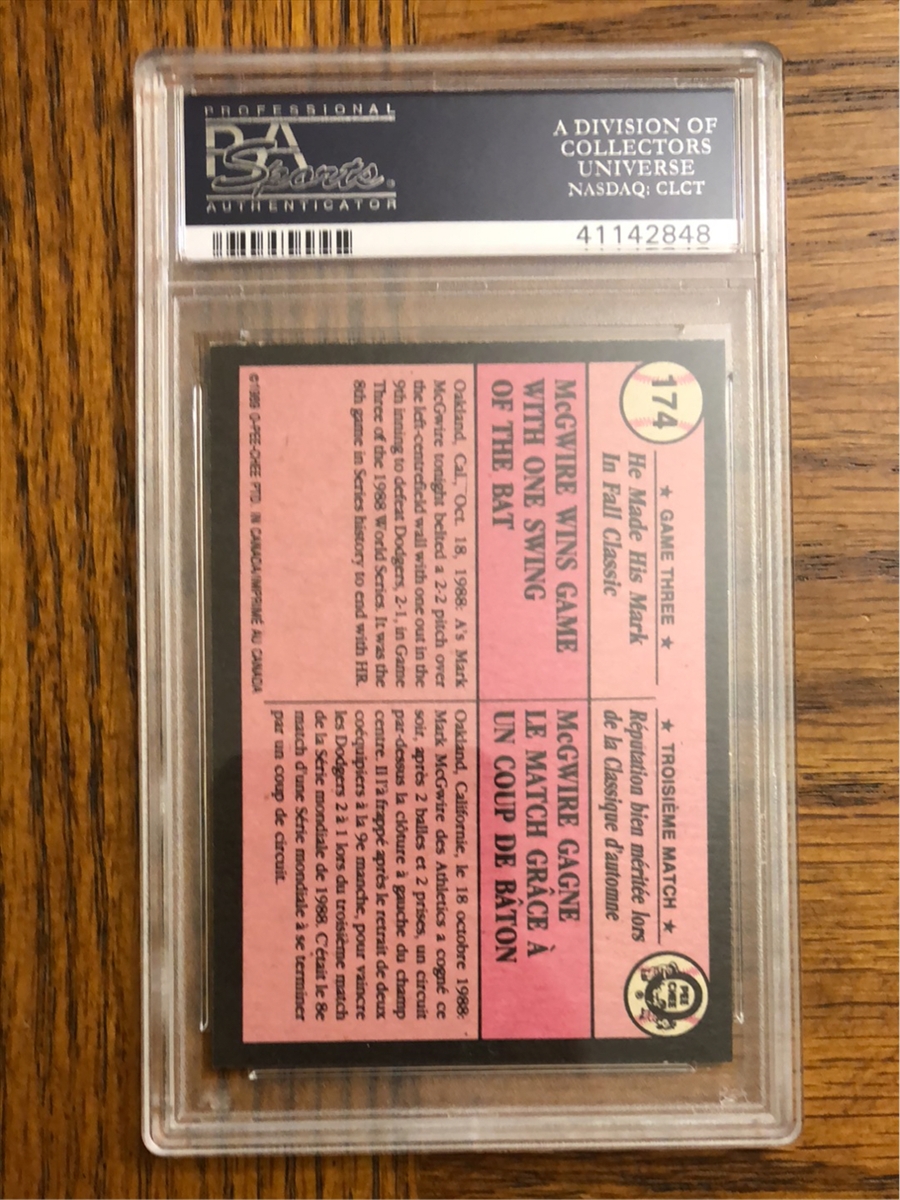 PROFESSIONAL
PSA
Sports
AUTHENTICATOR
A DIVISION OF
COLLECTORS
UNIVERSE
NASDAQ: CLCT
41142848
174
★ GAME THREE ★
He Made His Mark
In Fall Classic
McGWIRE WINS GAME
WITH ONE SWING
OF THE BAT
Oakland, Cal., Oct. 18, 1988: A's Mark
McGwire tonight belted a 2-2 pitch over
the left-centrefield wall with one out in the
9th inning to defeat Dodgers, 2-1, in Game
Three of the 1988 World Series. It was the
8th game in Series history to end with HR.
★ TROISIÈME MATCH ★
Réputation bien méritée lors
de la Classique d'automne
McGWIRE GAGNE
LE MATCH GRÂCE À
UN COUP DE BÂTON
Oakland, Californie, le 18 octobre 1988:
Mark McGwire des Athletics a cogné ce
soir, après 2 balles et 2 prises, un circuit
par-dessus la clôture à gauche du champ
centre. Il l'a frappé après le retrait de deux
coéquipiers à la 9e manche, pour vaincre
les Dodgers 2 à 1 lors du troisième match
de la Série mondiale de 1988. C'était le 8e
match d'une Série mondiale à se terminer
par un coup de circuit.
O
PEE
CHEE
®
©1989 O-PEE-CHEE PTD. IN CANADA/IMPRIMÉ AU CANADA